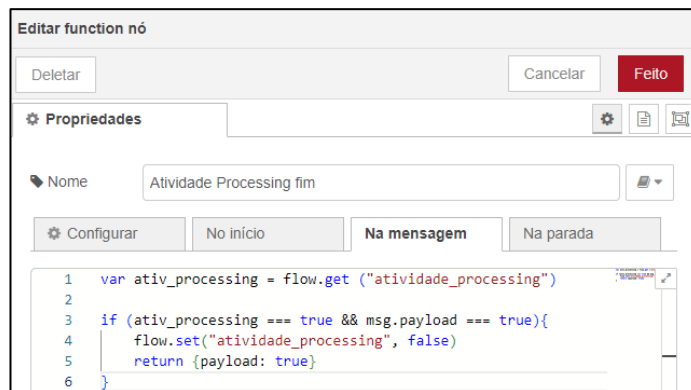 Editar function nó
Deletar
Cancelar
Feito
Propriedades
Nome
Atividade Processing fim
Configurar
No início
Na mensagem
Na parada
1 var ativ_processing = flow.get ("atividade_processing")
2
3 if (ativ_processing === true && msg.payload === true){
4 flow.set("atividade_processing", false)
5 return {payload: true}
6 }